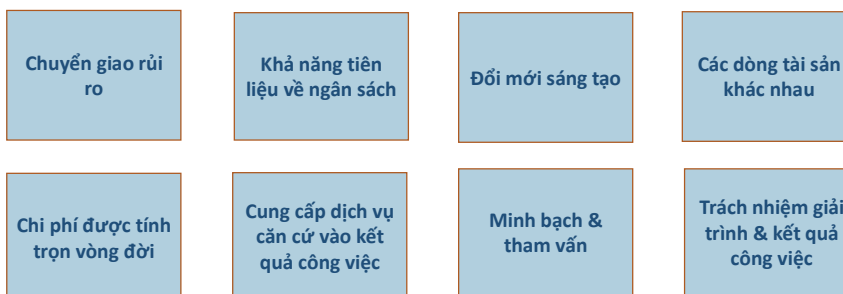 Chuyển giao rủi
ro
Khả năng tiên
liệu về ngân sách
Đổi mới sáng tạo
Các dòng tài sản
khác nhau
Chi phí được tính
trọn vòng đời
Cung cấp dịch vụ
căn cứ vào kết
quả công việc
Minh bạch &
tham vấn
Trách nhiệm giải
trình & kết quả
công việc